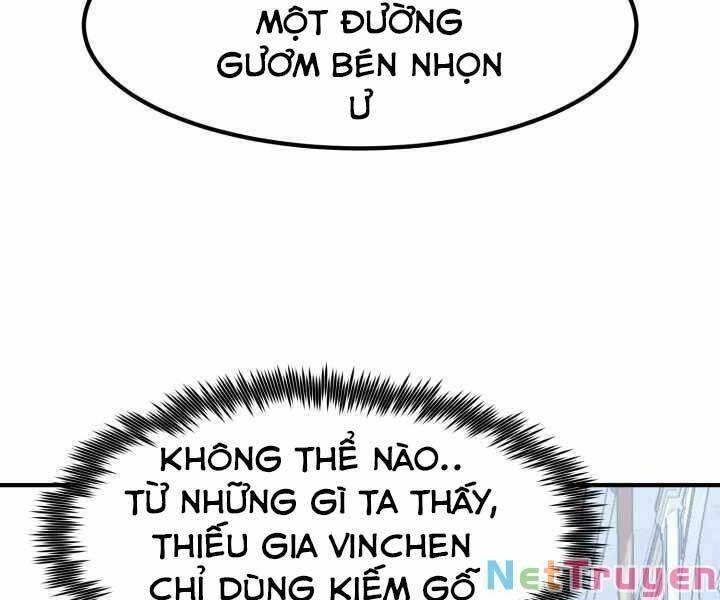 MỘT ĐƯỜNG
GƯƠM BÉN NHỌN
Ư
KHÔNG THỂ NÀO..
TỪ NHỮNG GÌ TA THẤY,
THIẾU GIA VINCHEN
CHỈ DÙNG KIẾM GỖ
NetTruyen